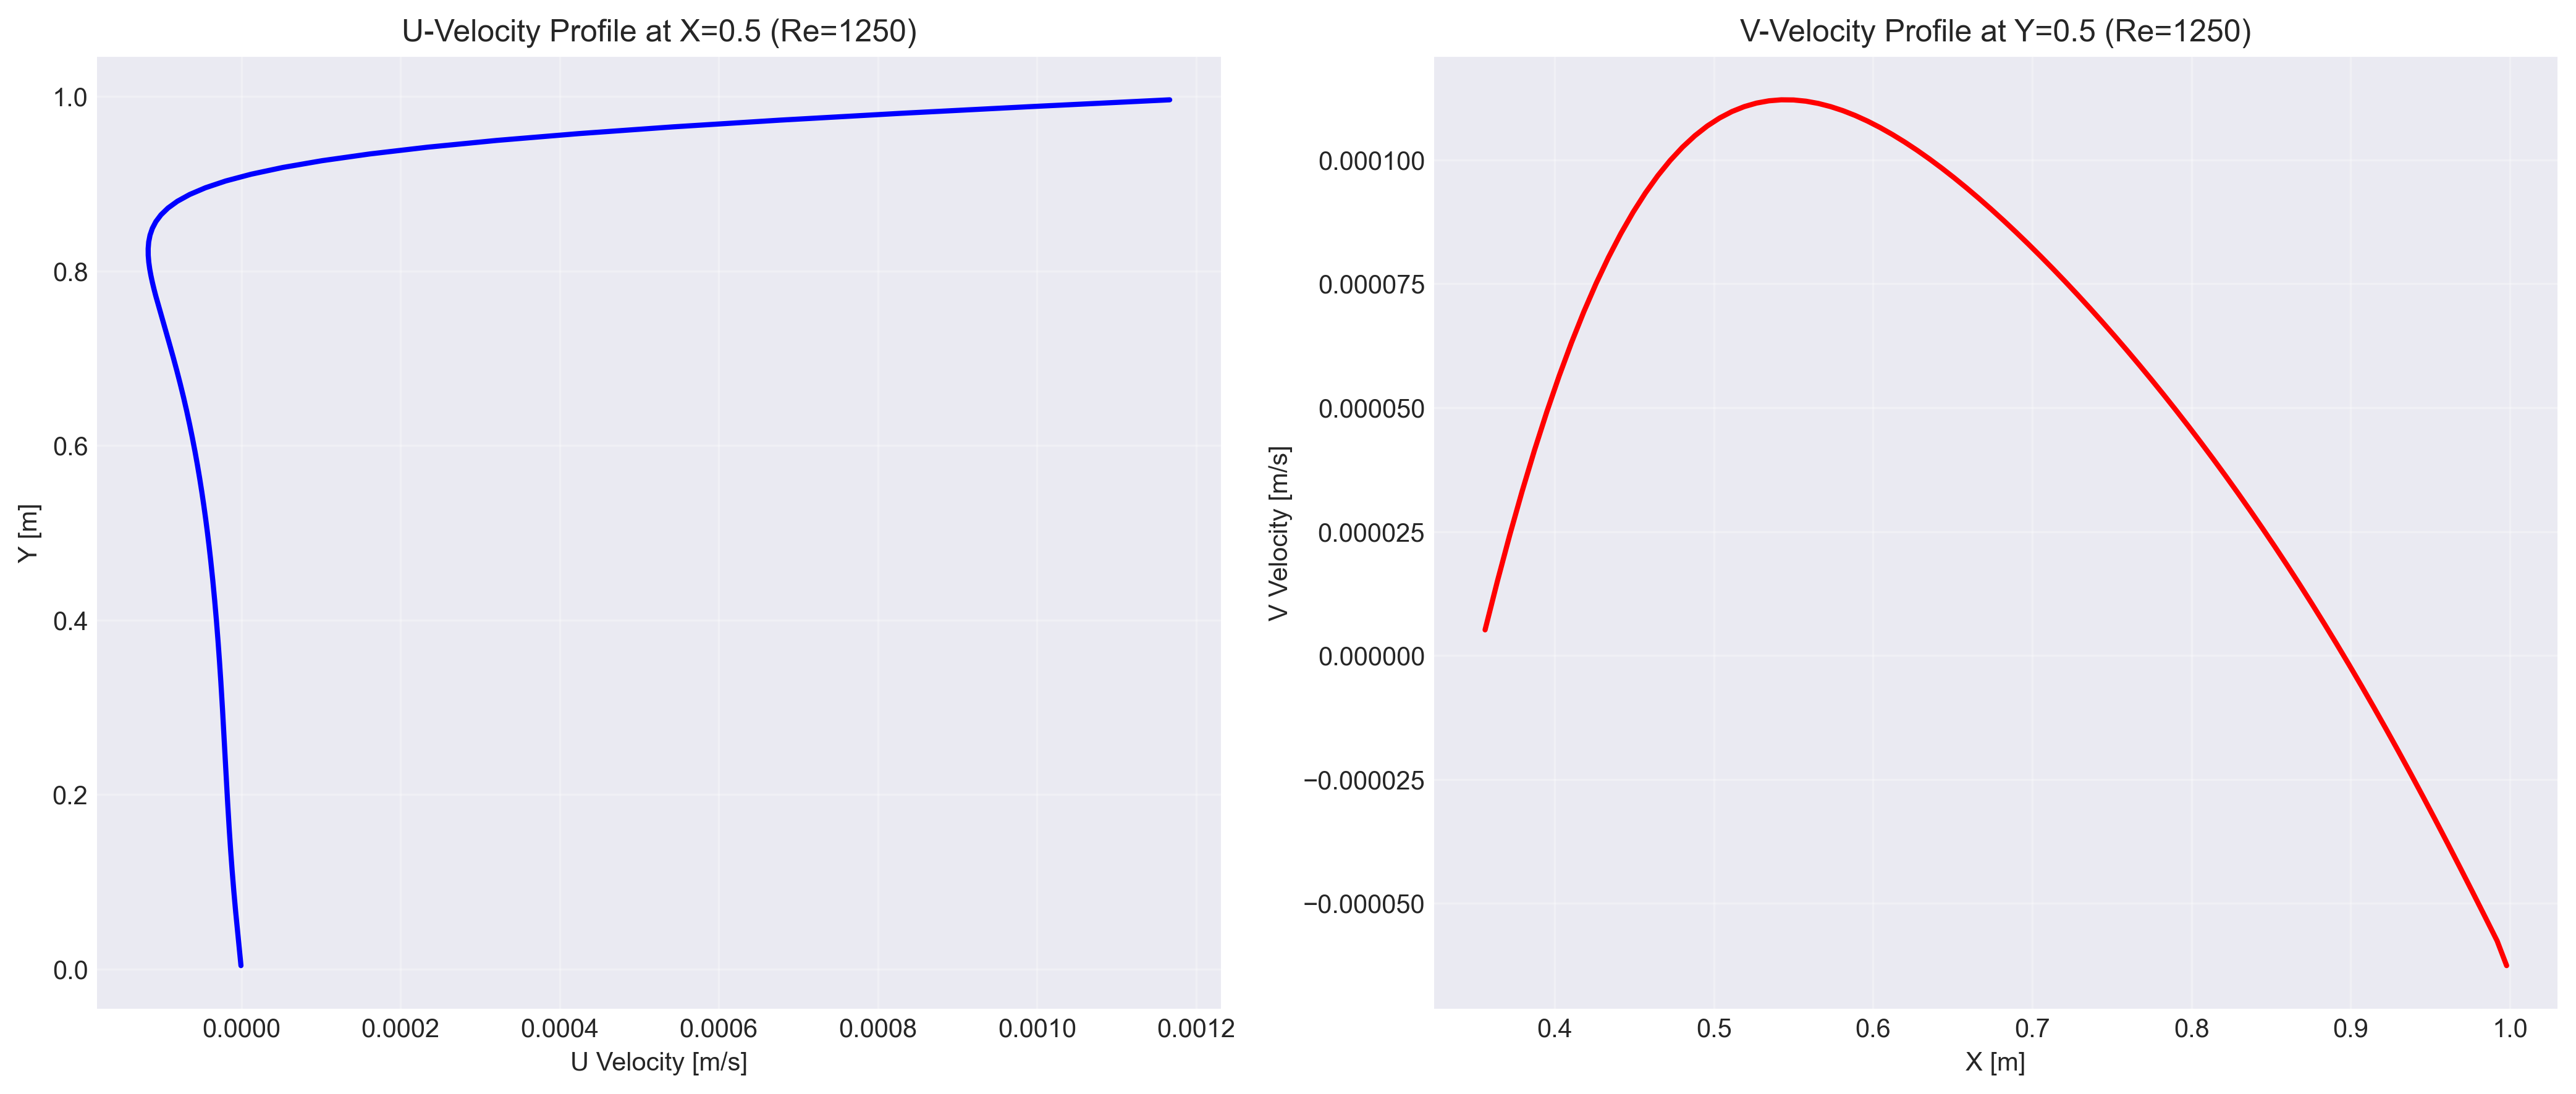 U-Velocity Profile at X=0.5 (Re=1250)
Y [m]
1.0
0.8
0.6
0.4
0.2
0.0
0.0000 0.0002 0.0004 0.0006 0.0008 0.0010 0.0012
U Velocity [m/s]
V-Velocity Profile at Y=0.5 (Re=1250)
V Velocity [m/s]
0.000100
0.000075
0.000050
0.000025
0.000000
−0.000025
−0.000050
0.4 0.5 0.6 0.7 0.8 0.9 1.0
X [m]